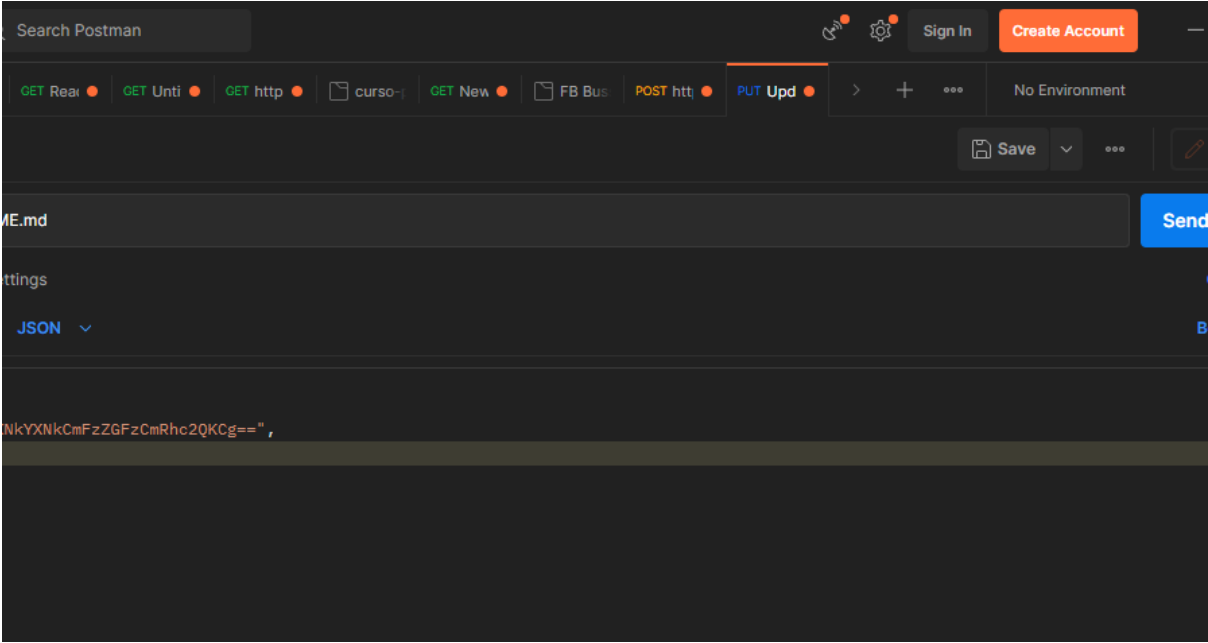 Search Postman
Sign In
Create Account
GET Rea
GET Unti
GET http
curso-
GET New
FB Bus
POST htt
PUT Upd
No Environment
Save
ME.md
Send
ettings
JSON
B
NkYXNkCmFzZGFzCmRhc2QKCg==",